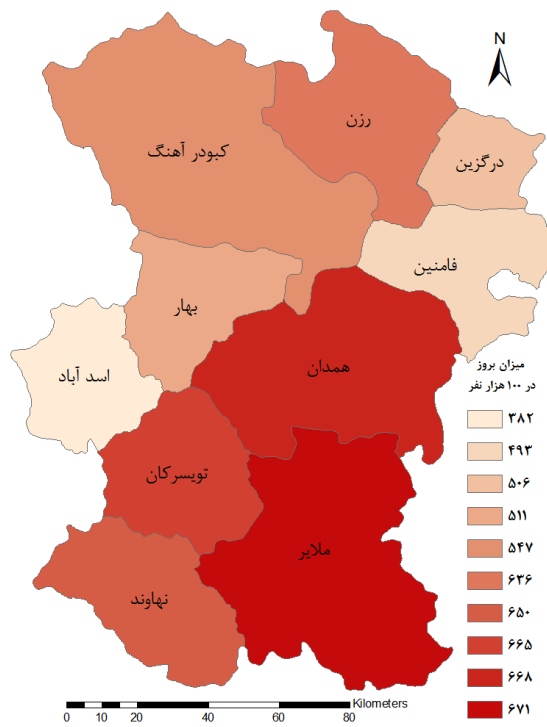 N
رزن
کبودر آهنگ
درگزین
فامنین
بهار
همدان
اسد آباد
تویسرکان
ملایر
نهاوند
میزان بروز
در ۱۰۰ هزار نفر
۳۸۲
۴۹۳
۵۰۶
۵۱۱
۵۴۷
۶۳۶
۶۵۰
۶۶۵
۶۶۸
۶۷۱
Kilometers
0 10 20 40 60 80